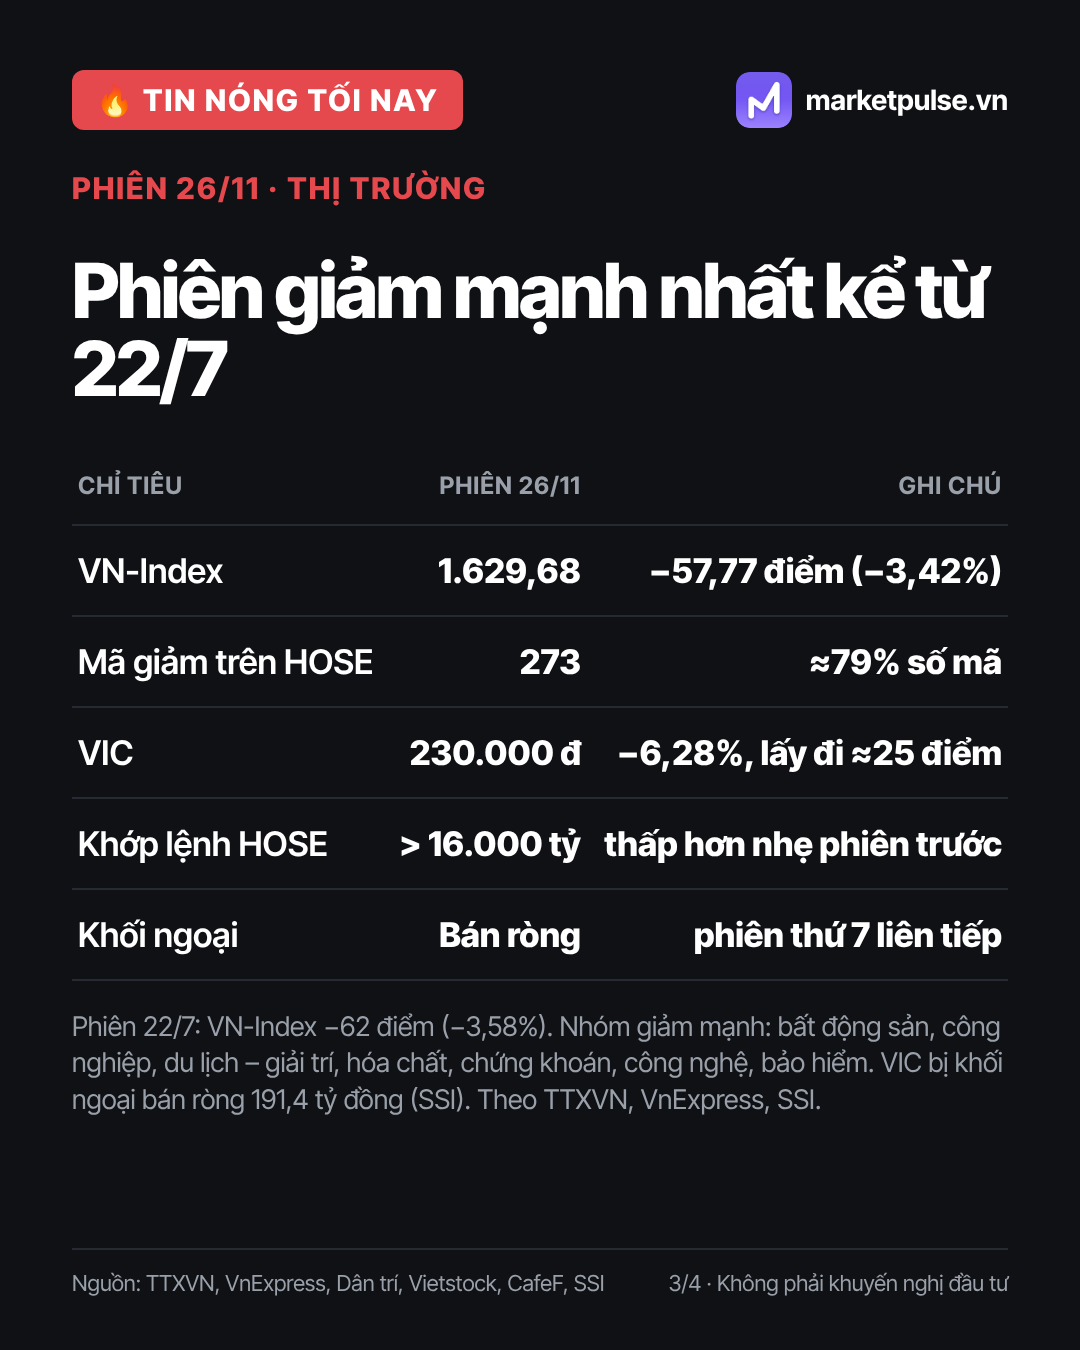 🔥 TIN NÓNG TỐI NAY
marketpulse.vn
PHIÊN 26/11 · THỊ TRƯỜNG
Phiên giảm mạnh nhất kể từ
22/7
CHỈ TIÊU PHIÊN 26/11 GHI CHÚ
VN-Index 1.629,68 −57,77 điểm (−3,42%)
Mã giảm trên HOSE 273 ≈79% số mã
VIC 230.000 đ −6,28%, lấy đi ≈25 điểm
Khớp lệnh HOSE > 16.000 tỷ thấp hơn nhẹ phiên trước
Khối ngoại Bán ròng phiên thứ 7 liên tiếp
Phiên 22/7: VN-Index −62 điểm (−3,58%). Nhóm giảm mạnh: bất động sản, công
nghiệp, du lịch – giải trí, hóa chất, chứng khoán, công nghệ, bảo hiểm. VIC bị khối
ngoại bán ròng 191,4 tỷ đồng (SSI). Theo TTXVN, VnExpress, SSI.
Nguồn: TTXVN, VnExpress, Dân trí, Vietstock, CafeF, SSI
3/4 · Không phải khuyến nghị đầu tư